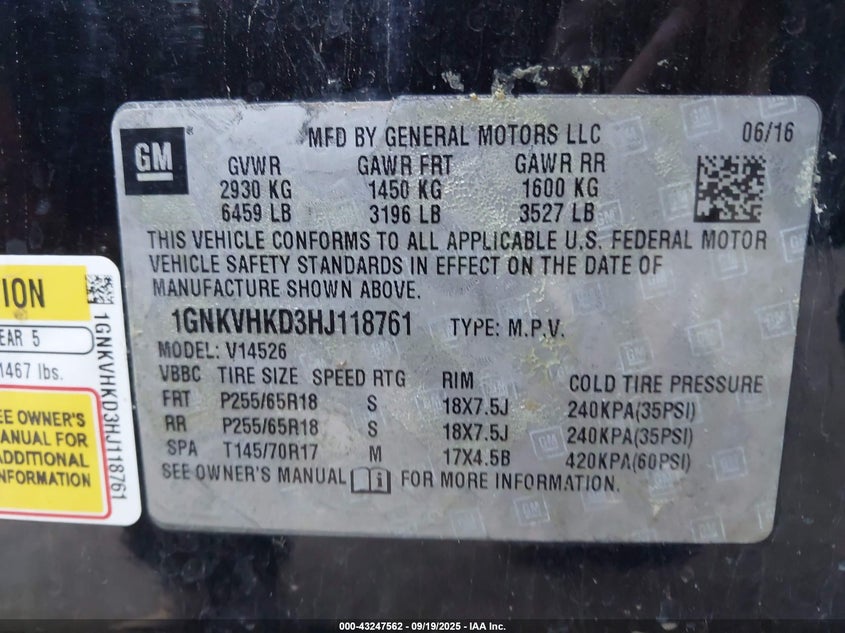 GM
MFD BY GENERAL MOTORS LLC 06/16
GVWR GAWR FRT GAWR RR
2930 KG 1450 KG 1600 KG
6459 LB 3196 LB 3527 LB
THIS VEHICLE CONFORMS TO ALL APPLICABLE U.S. FEDERAL MOTOR
VEHICLE SAFETY STANDARDS IN EFFECT ON THE DATE OF
MANUFACTURE SHOWN ABOVE.
1GNKVHKD3HJ118761 TYPE: M.P.V.
MODEL: V14526
VBBC TIRE SIZE SPEED RTG RIM COLD TIRE PRESSURE
FRT P255/65R18 S 18X7.5J 240KPA(35PSI)
RR P255/65R18 S 18X7.5J 240KPA(35PSI)
SPA T145/70R17 M 17X4.5B 420KPA(60PSI)
SEE OWNER'S MANUAL i FOR MORE INFORMATION.
EAR 5
1467 lbs.
SEE OWNER'S
MANUAL FOR
ADDITIONAL
INFORMATION
1GNKVHKD3HJ118761
000-43247562 - 09/19/2025 - IAA Inc.